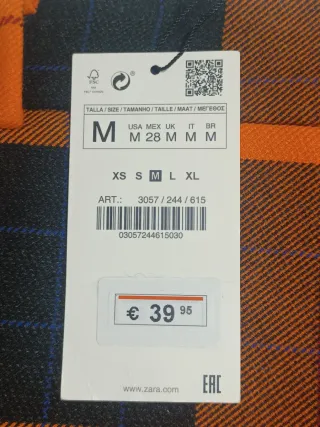 FSC
TALLA / SIZE / TAMANHO / TAILLE / MAAT / ΜΕΓΕΘΟΣ
M
USA MEX UK IT BR
M 28 M M M
XS S M L XL
ART.: 3057 / 244 / 615
03057244615030
€ 39 95
www.zara.com
EAC